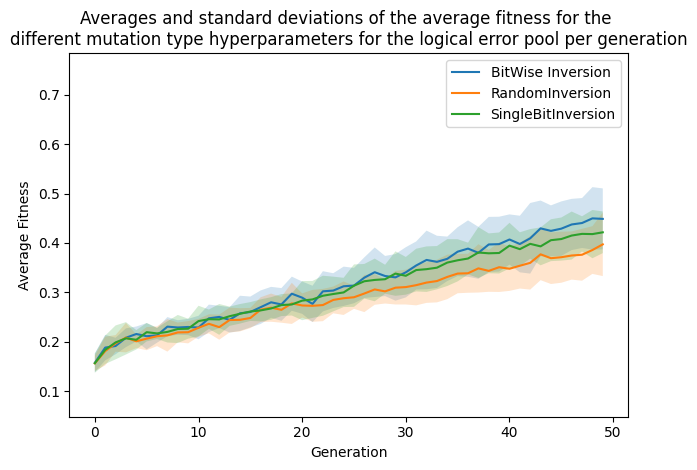 Averages and standard deviations of the average fitness for the
different mutation type hyperparameters for the logical error pool per generation
BitWise Inversion
RandomInversion
SingleBitInversion
0.7
0.6
0.5
0.4
0.3
0.2
0.1
Average Fitness
0 10 20 30 40 50
Generation